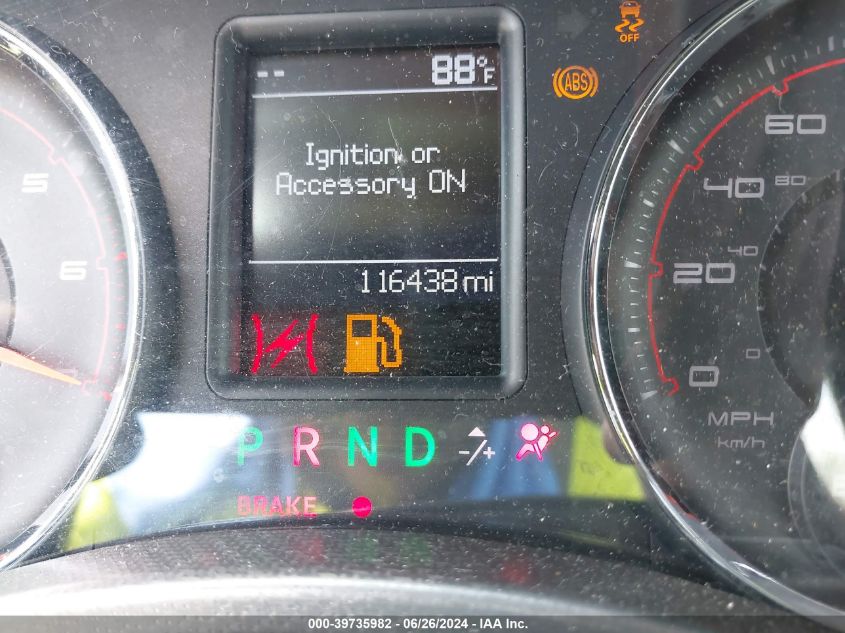 OFF
-- 88°F
ABS
Ignition or
Accessory ON
60
5
40 80
6
20 40
116438 mi
0 0
MPH
km/h
P R N D -/+
BRAKE
000-39735982 - 06/26/2024 - IAA Inc.